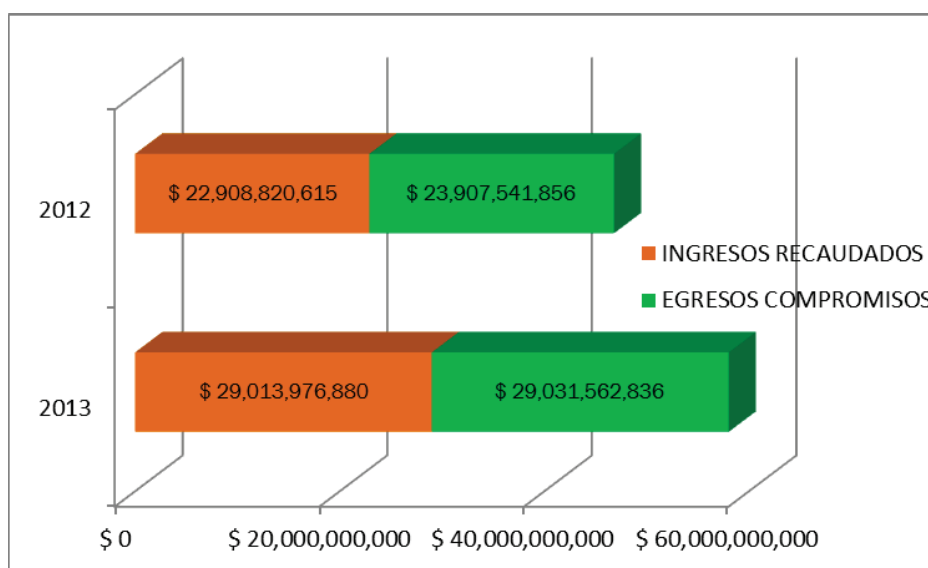 2012
$ 22,908,820,615 $ 23,907,541,856
INGRESOS RECAUDADOS
EGRESOS COMPROMISOS
2013
$ 29,013,976,880 $ 29,031,562,836
$ 0 $ 20,000,000,000 $ 40,000,000,000 $ 60,000,000,000